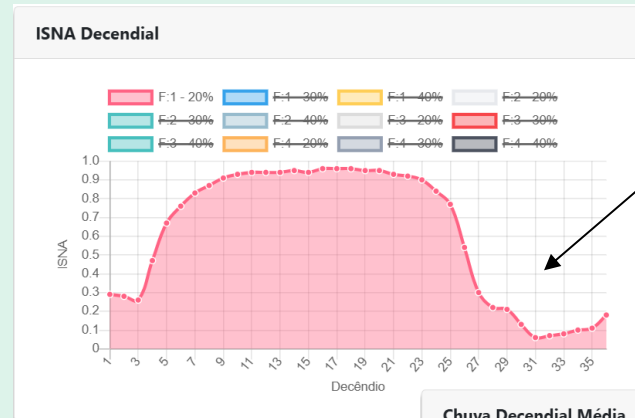 ISNA Decendial
F:1 - 20% F:1 - 30% F:1 - 40% F:2 - 20%
F:2 - 30% F:2 - 40% F:3 - 20% F:3 - 30%
F:3 - 40% F:4 - 20% F:4 - 30% F:4 - 40%
1.0
0.9
0.8
0.7
0.6
0.5
0.4
0.3
0.2
0.1
0
ISNA
1 3 5 7 9 11 13 15 17 19 21 23 25 27 29 31 33 35
Decêndio
Chuva Decendial Média